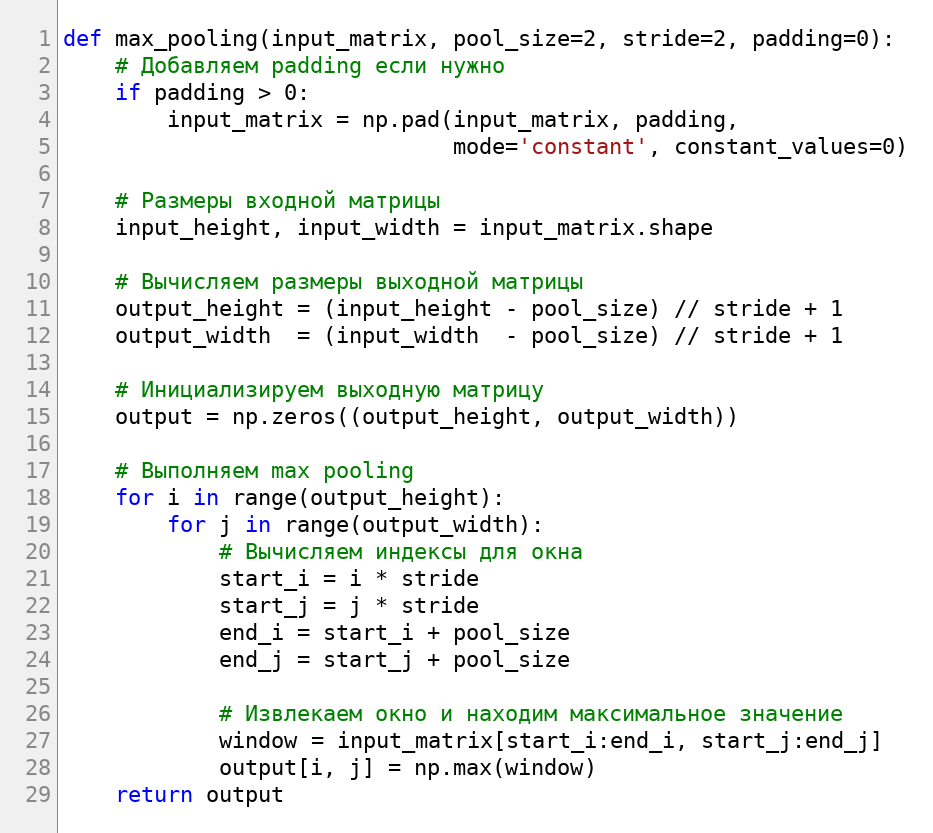 1 def max_pooling(input_matrix, pool_size=2, stride=2, padding=0):
2     # Добавляем padding если нужно
3     if padding > 0:
4         input_matrix = np.pad(input_matrix, padding,
5                               mode='constant', constant_values=0)
6
7     # Размеры входной матрицы
8     input_height, input_width = input_matrix.shape
9
10     # Вычисляем размеры выходной матрицы
11     output_height = (input_height - pool_size) // stride + 1
12     output_width  = (input_width  - pool_size) // stride + 1
13
14     # Инициализируем выходную матрицу
15     output = np.zeros((output_height, output_width))
16
17     # Выполняем max pooling
18     for i in range(output_height):
19         for j in range(output_width):
20             # Вычисляем индексы для окна
21             start_i = i * stride
22             start_j = j * stride
23             end_i = start_i + pool_size
24             end_j = start_j + pool_size
25
26             # Извлекаем окно и находим максимальное значение
27             window = input_matrix[start_i:end_i, start_j:end_j]
28             output[i, j] = np.max(window)
29     return output